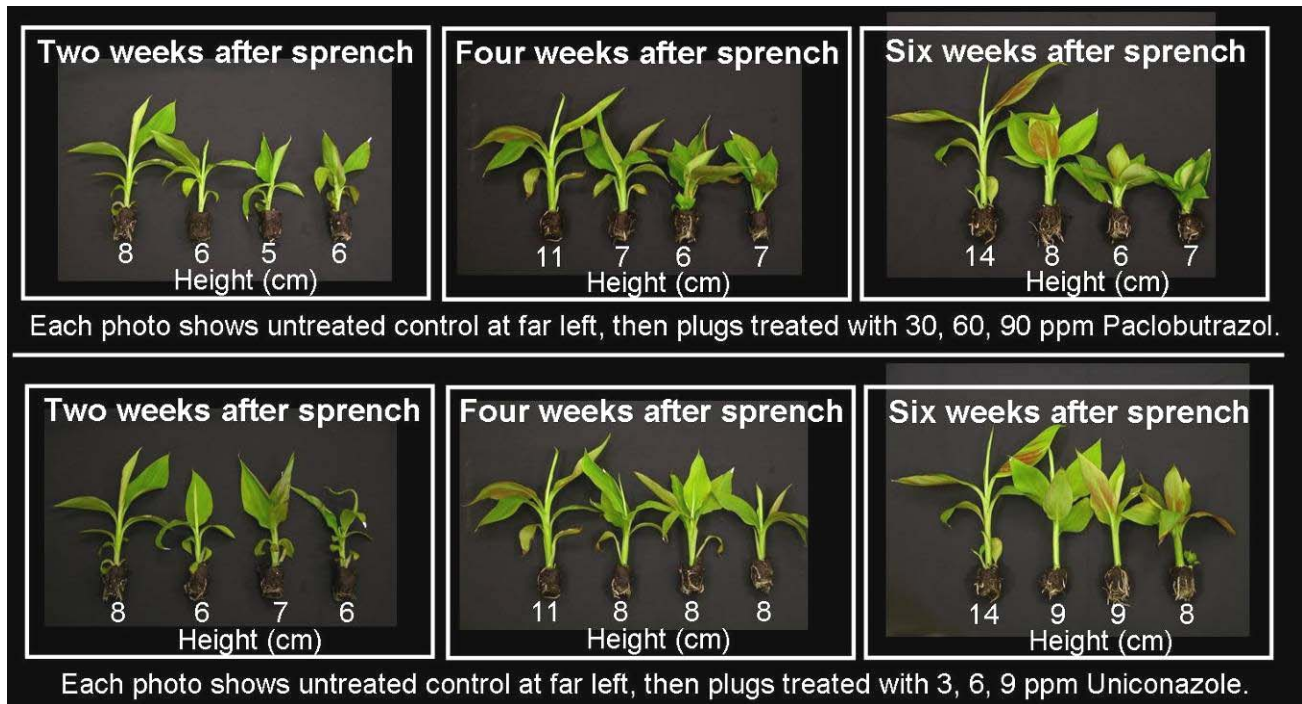 Two weeks after sprench
8 6 5 6
Height (cm)
Four weeks after sprench
11 7 6 7
Height (cm)
Six weeks after sprench
14 8 6 7
Height (cm)
Each photo shows untreated control at far left, then plugs treated with 30, 60, 90 ppm Paclobutrazol.
Two weeks after sprench
8 6 7 6
Height (cm)
Four weeks after sprench
11 8 8 8
Height (cm)
Six weeks after sprench
14 9 9 8
Height (cm)
Each photo shows untreated control at far left, then plugs treated with 3, 6, 9 ppm Uniconazole.